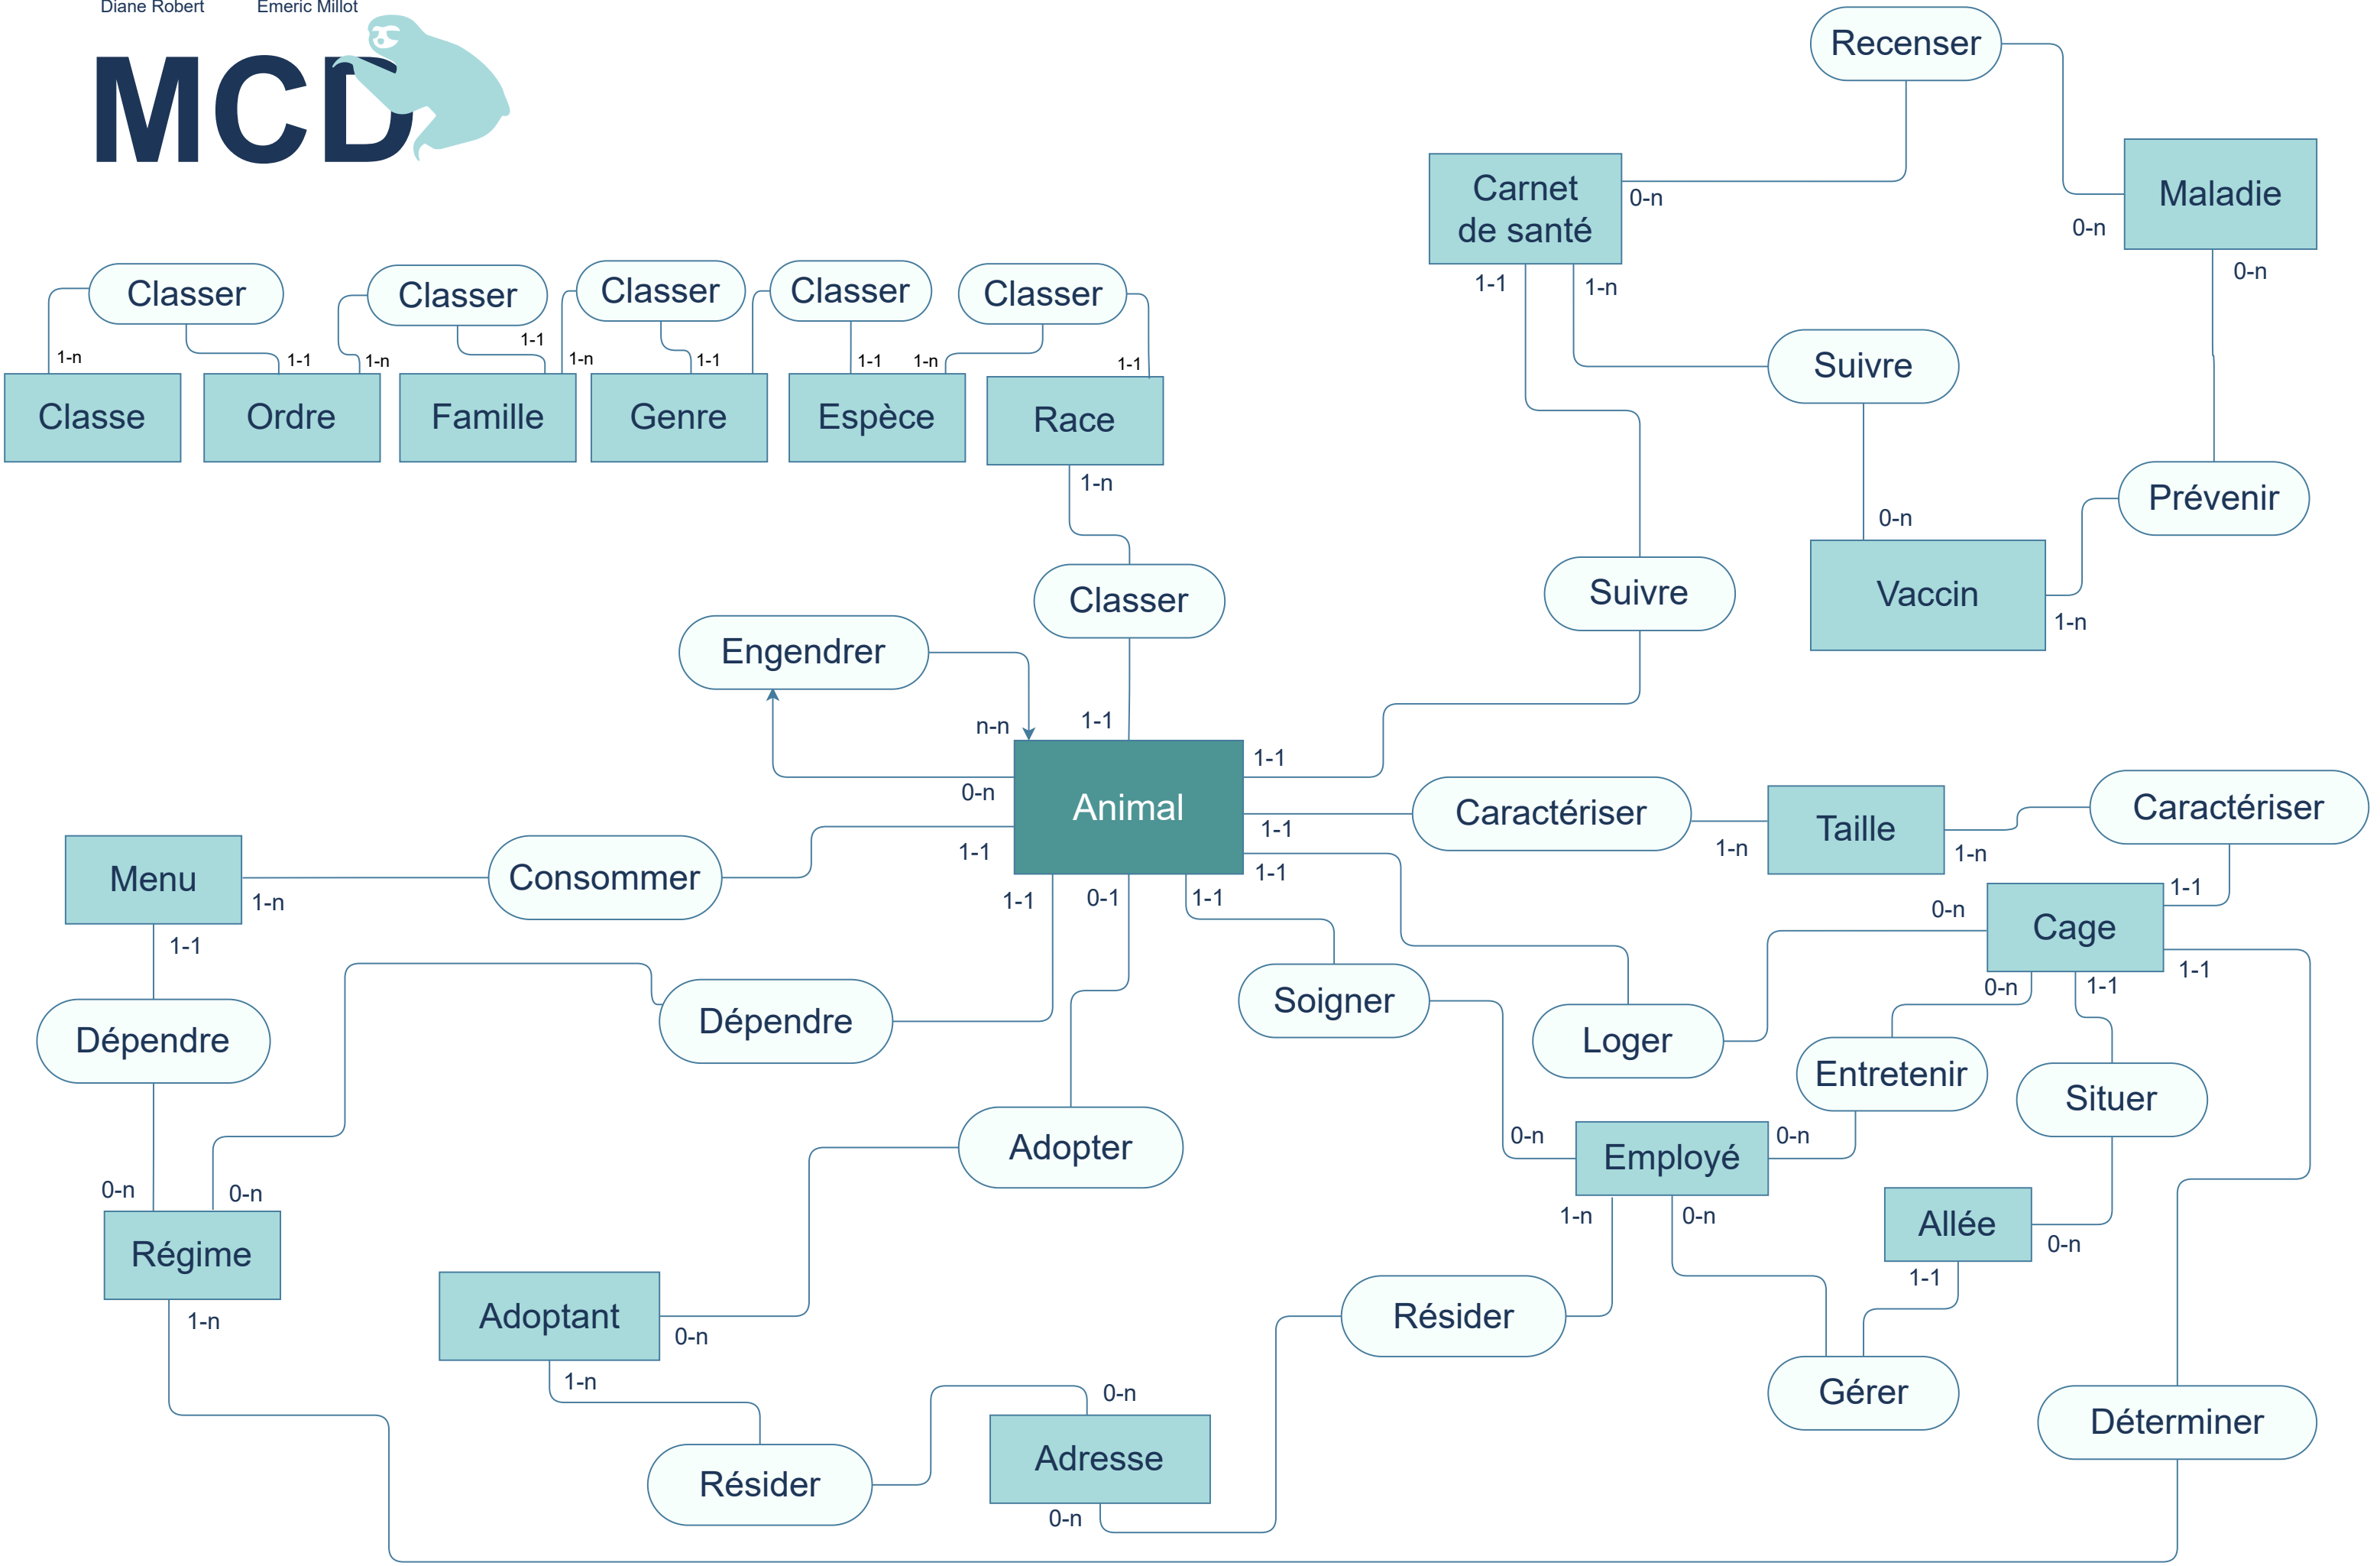 Diane Robert
Emeric Millot
MCD
Recenser
Carnet
de santé
0-n
Maladie
0-n
1-1
1-n
0-n
Classer
Classer
Classer
Classer
Classer
1-n
1-1
1-n
1-1
1-n
1-1
1-1
1-n
1-1
Classe
Ordre
Famille
Genre
Espèce
Race
Suivre
1-n
Prévenir
0-n
Vaccin
1-n
Classer
Suivre
Engendrer
n-n
1-1
1-1
0-n
Animal
Caractériser
1-n
Taille
1-n
Caractériser
1-1
1-1
1-1
Menu
1-n
Consommer
1-1
0-1
1-1
0-n
1-1
Cage
1-1
0-n
1-1
1-1
Dépendre
Dépendre
Soigner
Loger
Entretenir
Situer
Adopter
0-n
Employé
0-n
0-n
0-n
Régime
1-n
1-n
0-n
Allée
0-n
1-1
Adoptant
0-n
1-n
Résider
Gérer
Déterminer
0-n
Résider
Adresse
0-n